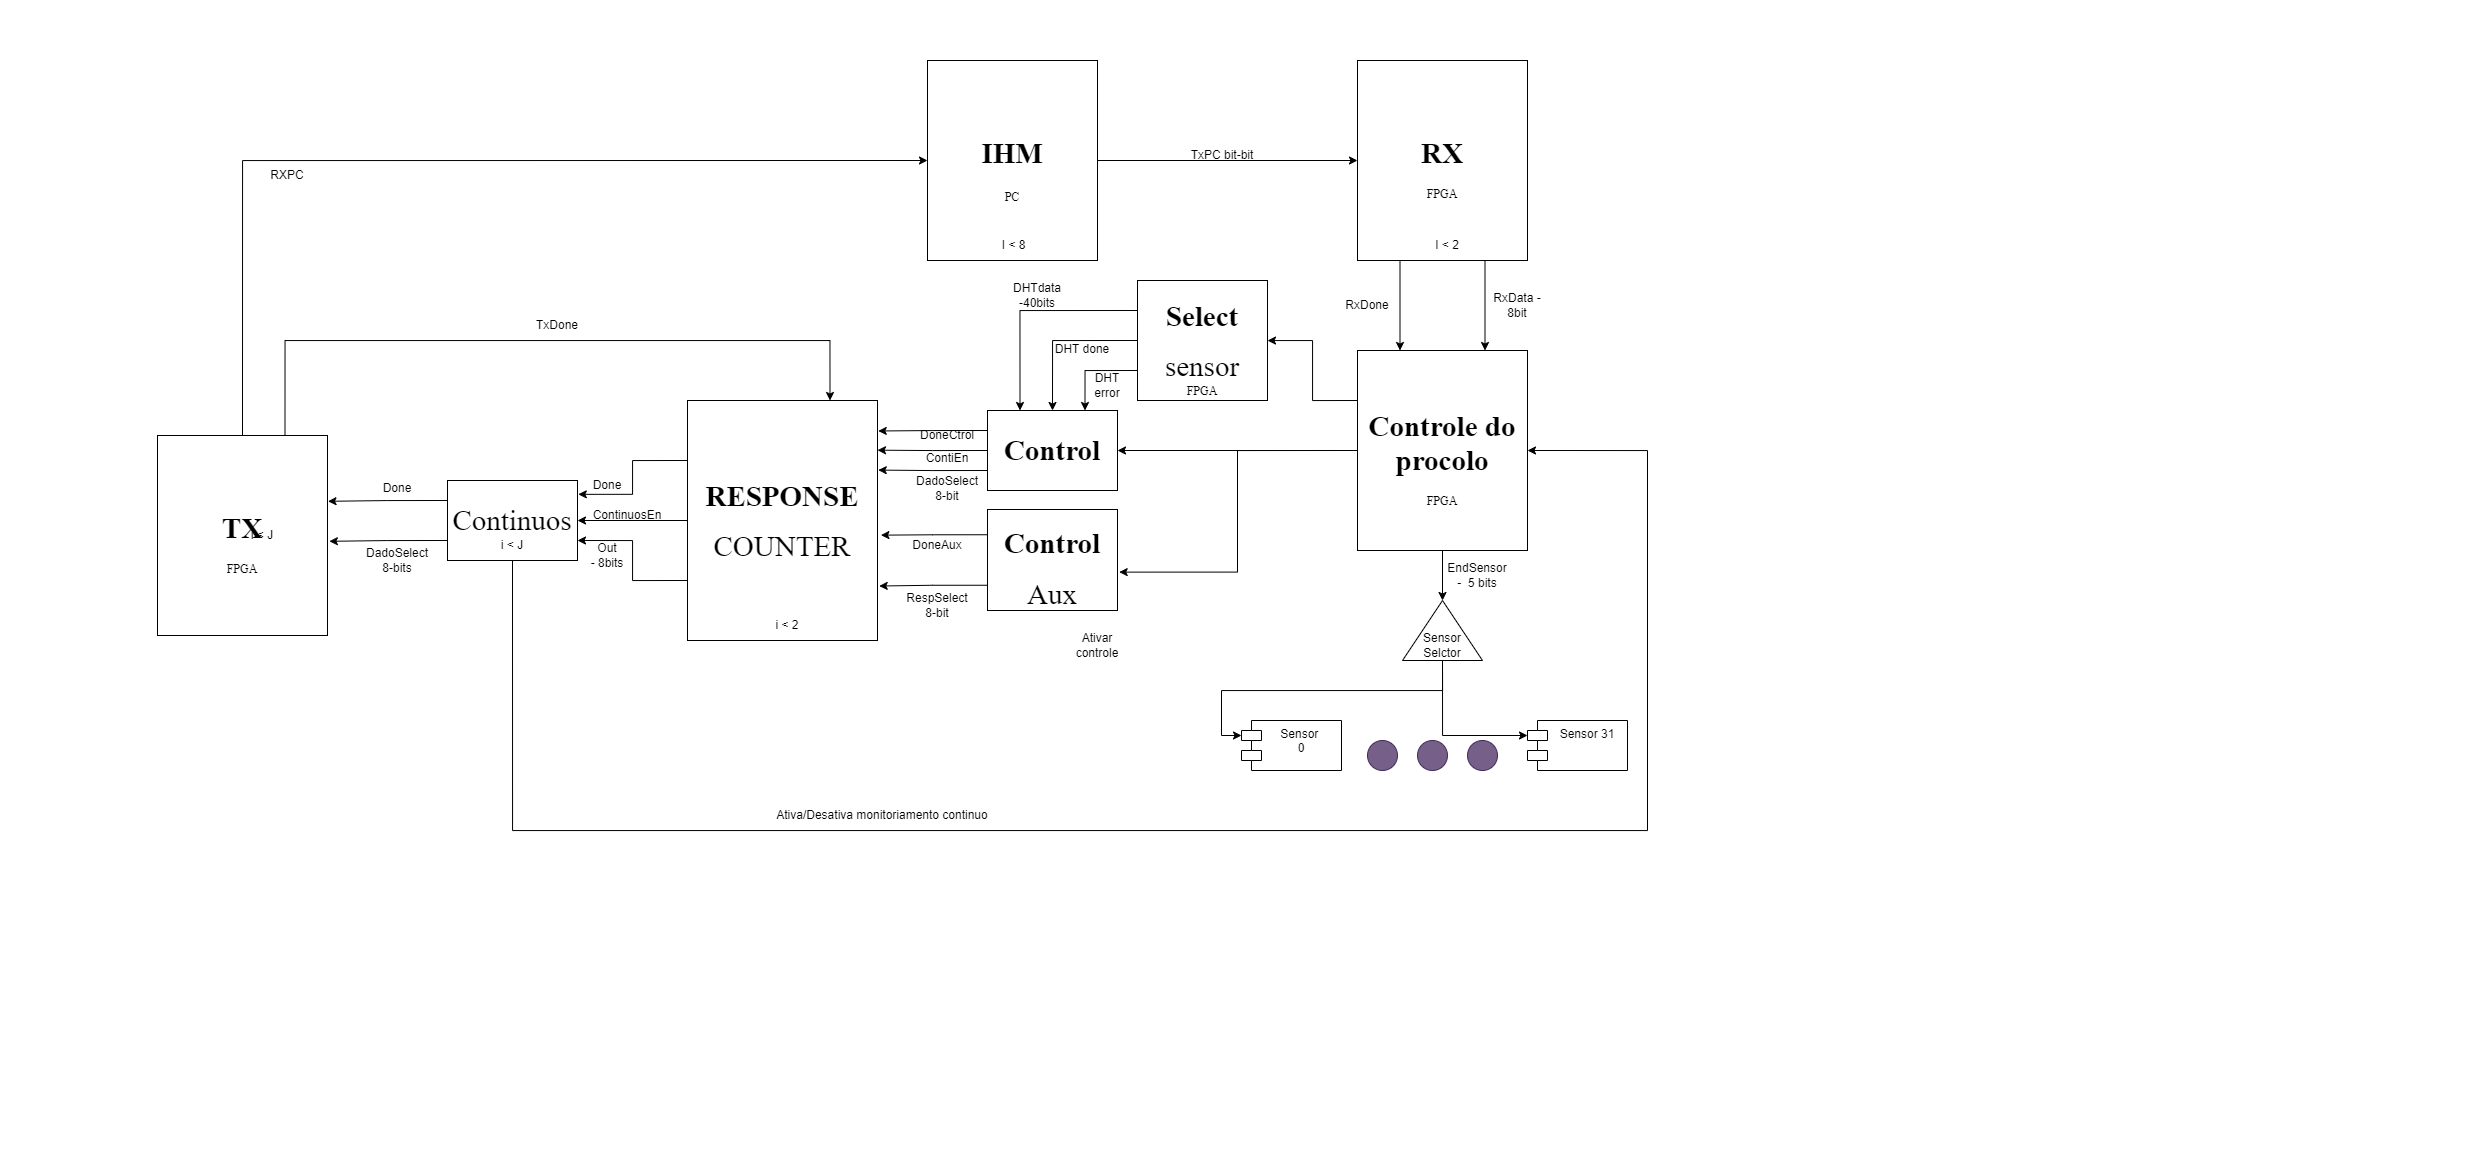 IHM
PC
I < 8
TxPC bit-bit
RX
FPGA
I < 2
RXPC
RxDone
RxData -
8bit
DHTdata
-40bits
DHT done
DHT
error
Select
sensor
FPGA
TxDone
Controle do
procolo
FPGA
DoneCtrol
ContiEn
DadoSelect
8-bit
Control
RESPONSE
COUNTER
i < 2
Done
ContinuosEn
Out
- 8bits
Continuos
i < J
Done
DadoSelect
8-bits
TX
< J
FPGA
DoneAux
RespSelect
8-bit
Control
Aux
Ativar
controle
EndSensor
- 5 bits
Sensor
Selctor
Sensor
0
Sensor 31
Ativa/Desativa monitoriamento continuo